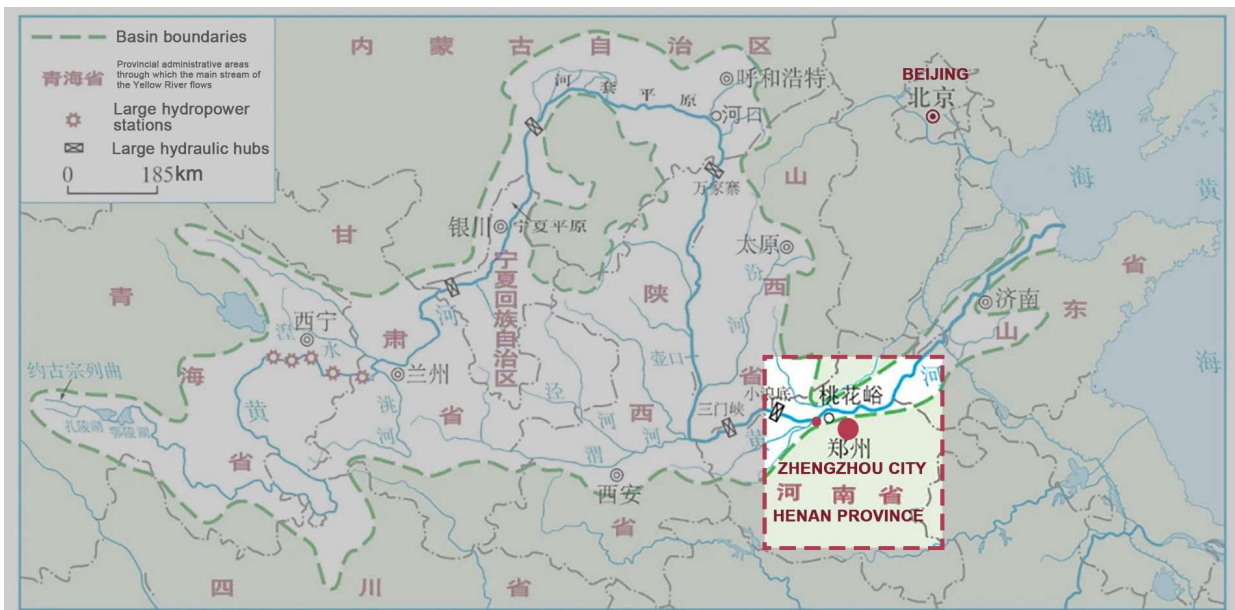 Basin boundaries
青海省
Provincial administrative areas
through which the main stream of
the Yellow River flows
Large hydropower
stations
Large hydraulic hubs
0 185km
内蒙古自治区
呼和浩特
河套平原
河口
BEIJING
北京
渤海
黄海
万家寨
山西省
太原
汾河
银川
宁夏平原
宁夏回族自治区
甘肃省
陕西省
壶口
青海省
西宁
湟水
兰州
洮河
黄河
约古宗列曲
扎陵湖
鄂陵湖
泾河
渭河
西安
三门峡
小浪底
桃花峪
黄河
郑州
ZHENGZHOU CITY
河南省
HENAN PROVINCE
济南
山东省
四川省